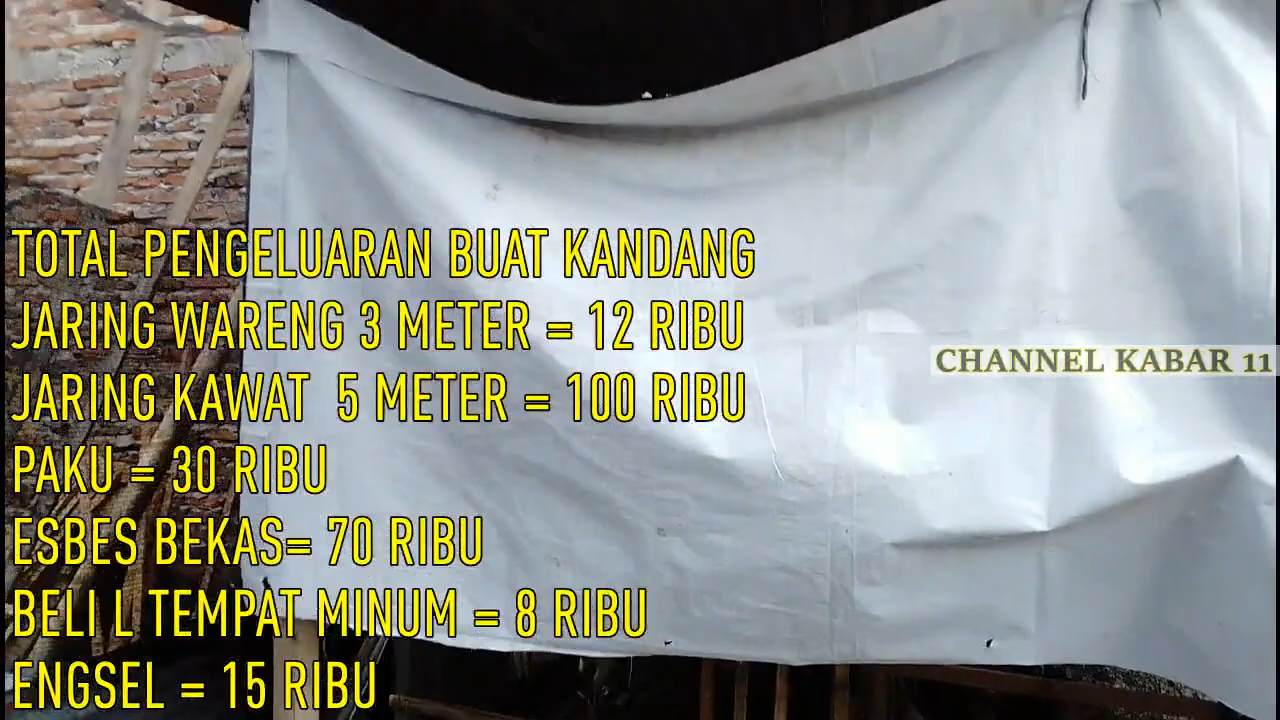 TOTAL PENGELUARAN BUAT KANDANG
JARING WARENG 3 METER = 12 RIBU
JARING KAWAT 5 METER = 100 RIBU
PAKU = 30 RIBU
ESBES BEKAS= 70 RIBU
BELI L TEMPAT MINUM = 8 RIBU
ENGSEL = 15 RIBU
CHANNEL KABAR 11